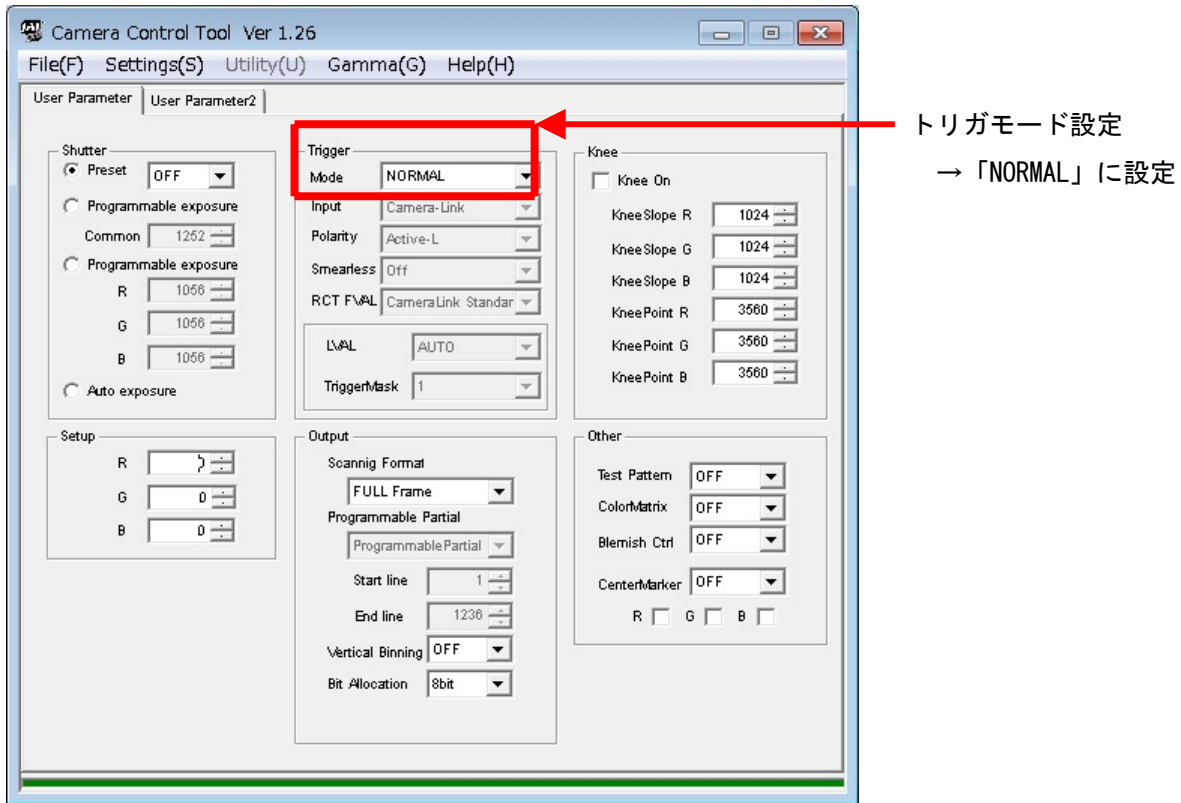 Camera Control Tool Ver 1.26
File(F) Settings(S) Utility(U) Gamma(G) Help(H)
User Parameter User Parameter2
トリガモード設定
→「NORMAL」に設定
Shutter
Preset OFF
Programmable exposure
Common 1252
Programmable exposure
R 1056
G 1056
B 1056
Auto exposure
Trigger
Mode NORMAL
Input Camera-Link
Polarity Active-L
Smearless Off
RCT FVAL CameraLink Standar
LVAL AUTO
TriggerMask 1
Knee
Knee On
KneeSlope R 1024
KneeSlope G 1024
KneeSlope B 1024
KneePoint R 3560
KneePoint G 3560
KneePoint B 3560
Setup
R
G 0
B 0
Output
Scannig Format
FULL Frame
Programmable Partial
ProgrammablePartial
Start line 1
End line 1236
Vertical Binning OFF
Bit Allocation 8bit
Other
Test Pattern OFF
ColorMatrix OFF
Blemish Ctrl OFF
CenterMarker OFF
R G B